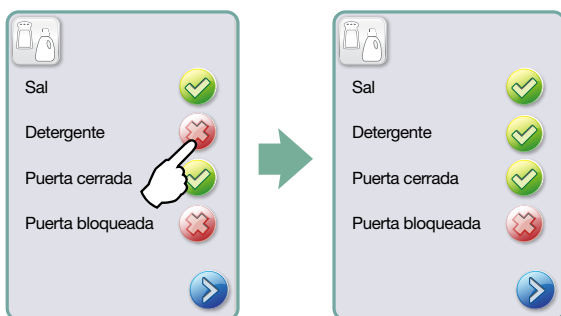 Sal
Detergente
Puerta cerrada
Puerta bloqueada
Sal
Detergente
Puerta cerrada
Puerta bloqueada